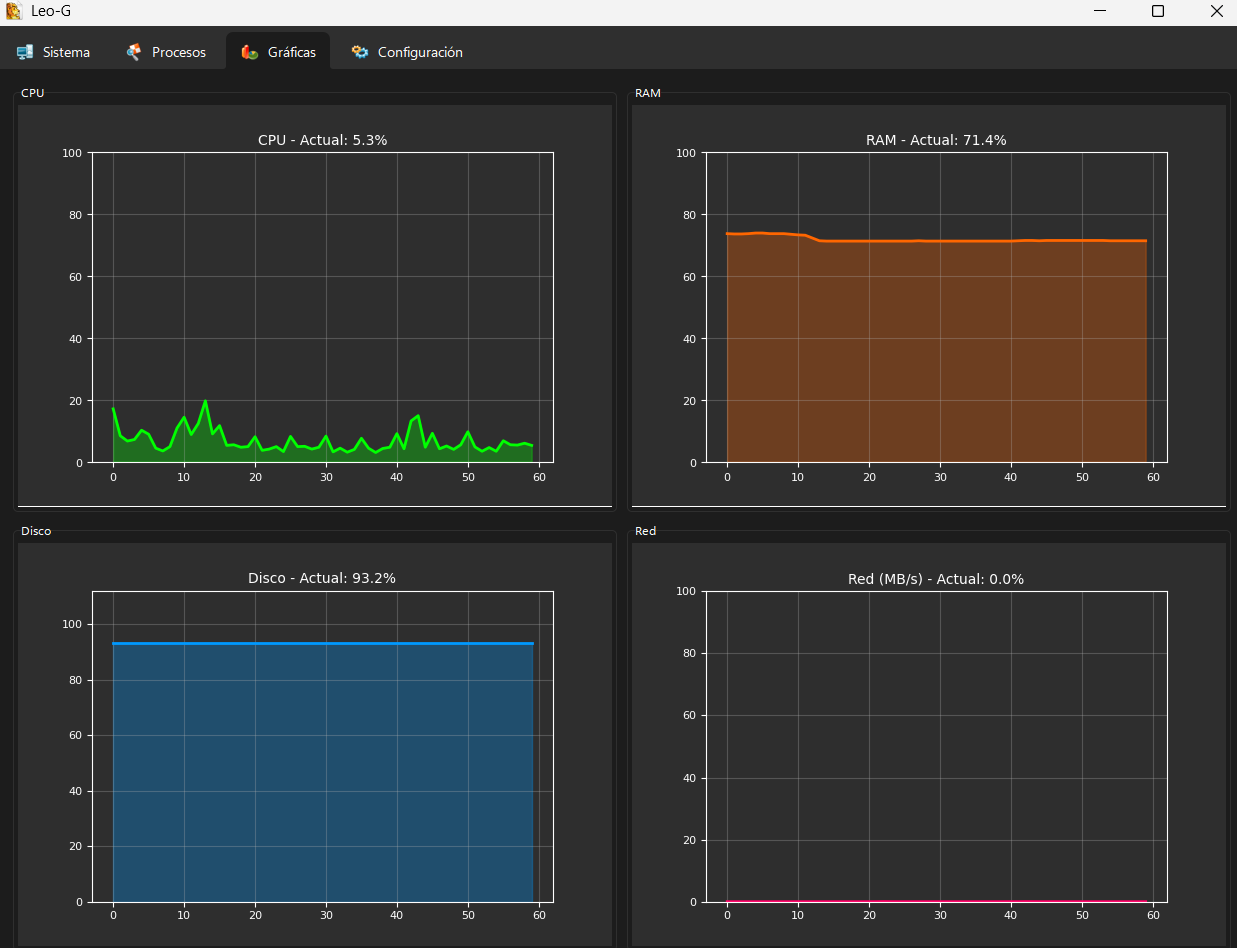 Leo-G
Sistema Procesos Gráficas Configuración
CPU
CPU - Actual: 5.3%
100
80
60
40
20
0
0 10 20 30 40 50 60
RAM
RAM - Actual: 71.4%
100
80
60
40
20
0
0 10 20 30 40 50 60
Disco
Disco - Actual: 93.2%
100
80
60
40
20
0
0 10 20 30 40 50 60
Red
Red (MB/s) - Actual: 0.0%
100
80
60
40
20
0
0 10 20 30 40 50 60